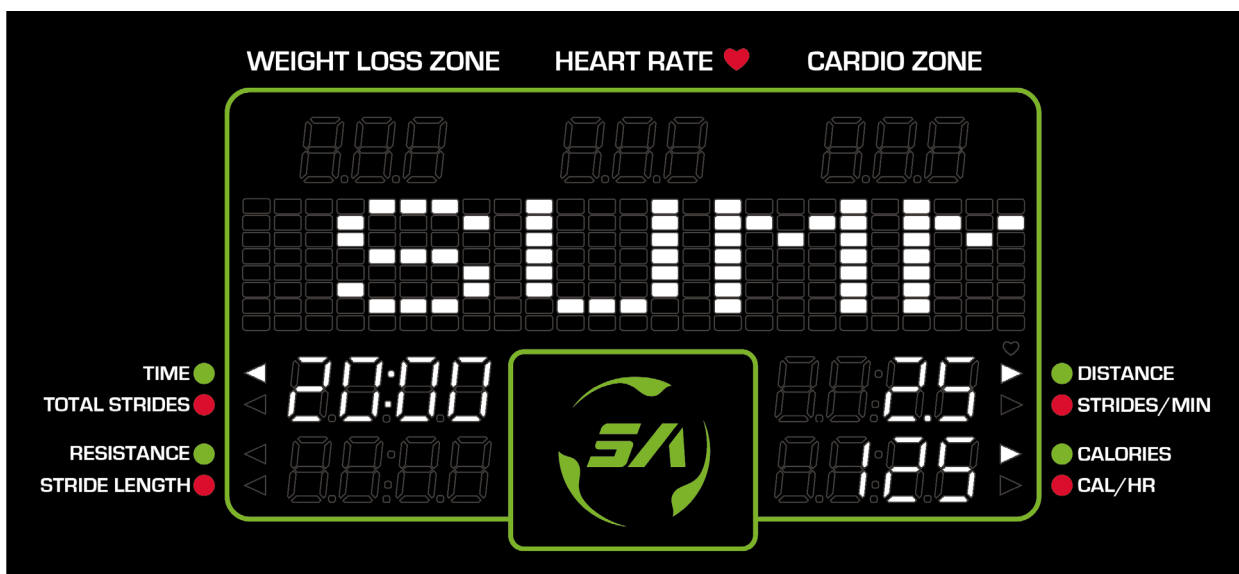 WEIGHT LOSS ZONE HEART RATE CARDIO ZONE
SUMM
TIME 20:00 2.5 DISTANCE
TOTAL STRIDES STRIDES/MIN
RESISTANCE 125 CALORIES
STRIDE LENGTH CAL/HR
SA